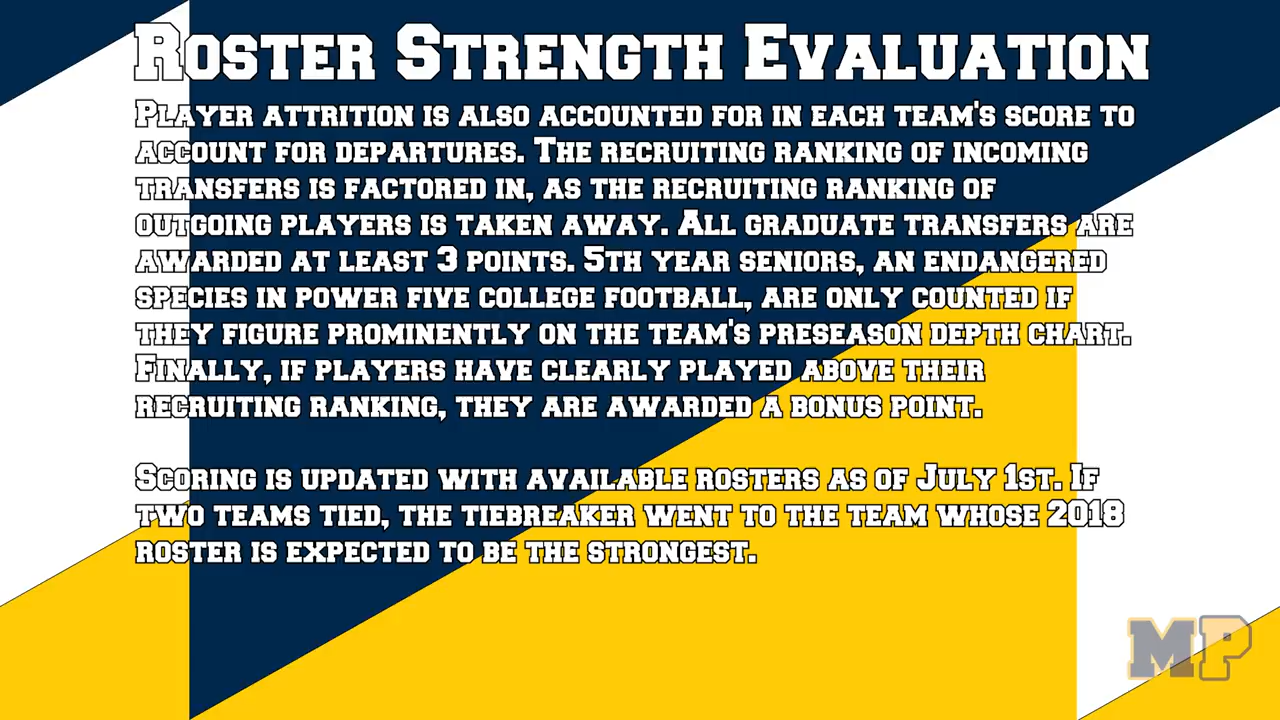 Roster Strength Evaluation
Player attrition is also accounted for in each team's score to
account for departures. The recruiting ranking of incoming
transfers is factored in, as the recruiting ranking of
outgoing players is taken away. All graduate transfers are
awarded at least 3 points. 5th year seniors, an endangered
species in power five college football, are only counted if
they figure prominently on the team's preseason depth chart.
Finally, if players have clearly played above their
recruiting ranking, they are awarded a bonus point.
Scoring is updated with available rosters as of July 1st. If
two teams tied, the tiebreaker went to the team whose 2018
roster is expected to be the strongest.
MP